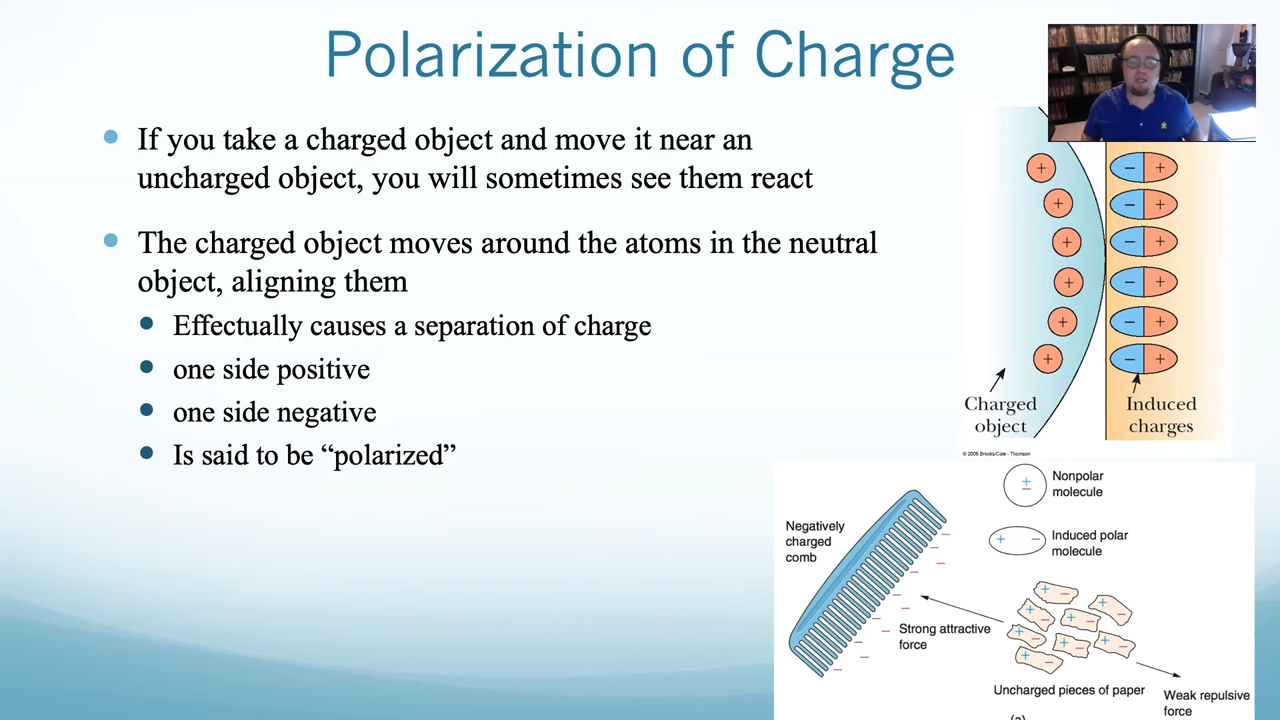 Polarization of Charge
If you take a charged object and move it near an
uncharged object, you will sometimes see them react
The charged object moves around the atoms in the neutral
object, aligning them
Effectually causes a separation of charge
one side positive
one side negative
Is said to be “polarized”
+ − +
+ − +
+ − +
+ − +
+ − +
+ − +
Charged
object
Induced
charges
© 2006 Brooks/Cole - Thomson
+
−
Nonpolar
molecule
+ −
Induced polar
molecule
Negatively
charged
comb
Strong attractive
force
Uncharged pieces of paper
Weak repulsive
force
(a)